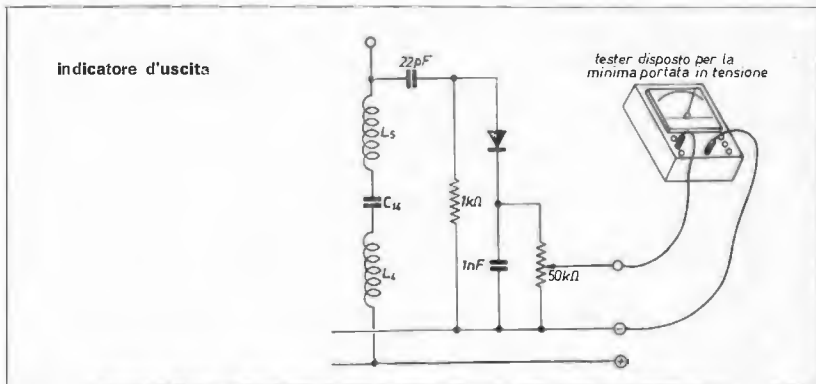 indicatore d'uscita
22pF
tester disposto per la
minima portata in tensione
L5
C14
1kΩ
1nF
50kΩ
L4
−
+